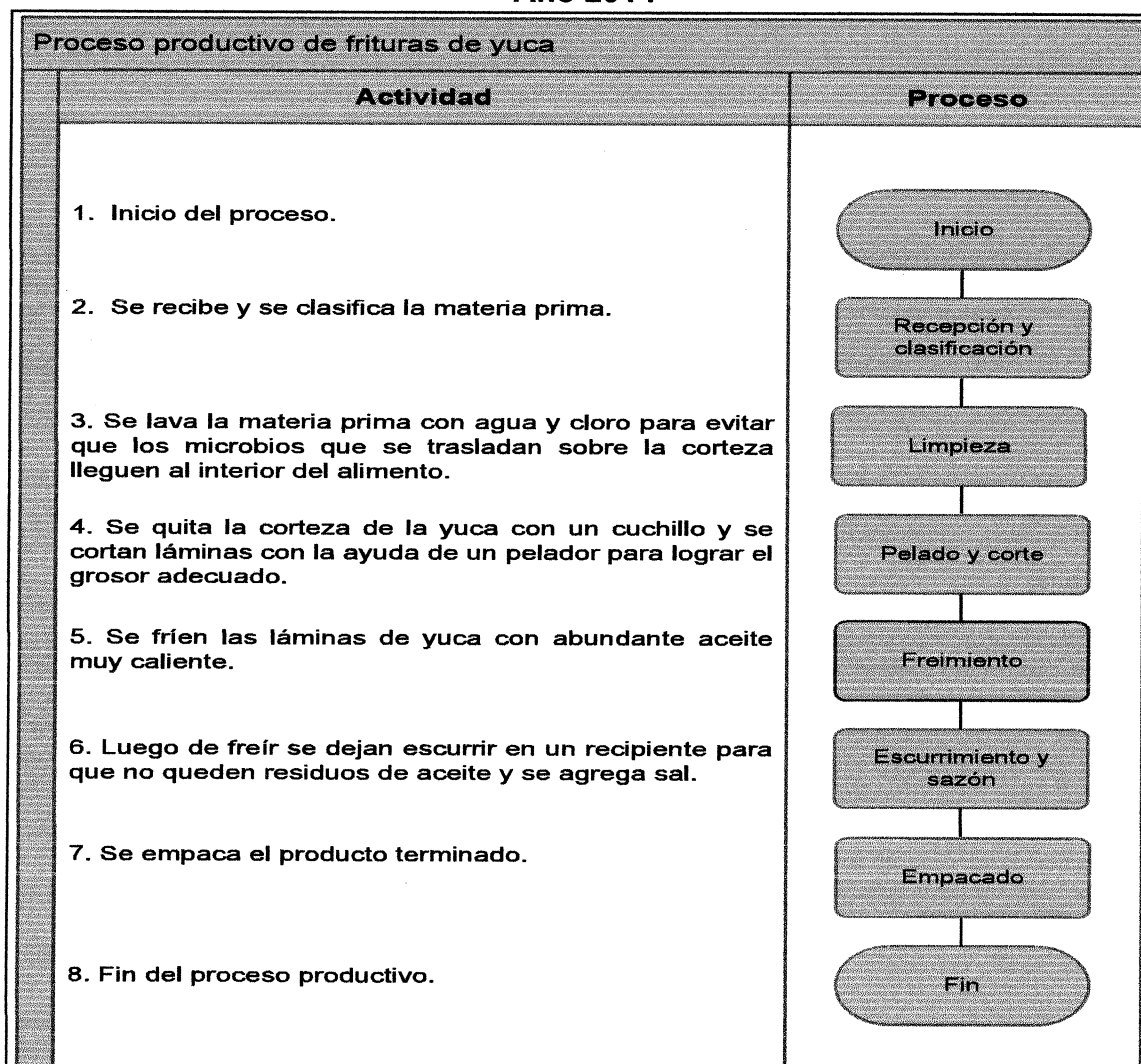 Proceso productivo de frituras de yuca
Actividad
Proceso
1. Inicio del proceso.
Inicio
2. Se recibe y se clasifica la materia prima.
Recepción y
clasificación
3. Se lava la materia prima con agua y cloro para evitar
que los microbios que se trasladan sobre la corteza
lleguen al interior del alimento.
Limpieza
4. Se quita la corteza de la yuca con un cuchillo y se
cortan láminas con la ayuda de un pelador para lograr el
grosor adecuado.
Pelado y corte
5. Se fríen las láminas de yuca con abundante aceite
muy caliente.
Freimiento
6. Luego de freír se dejan escurrir en un recipiente para
que no queden residuos de aceite y se agrega sal.
Escurrimiento y
sazón
7. Se empaca el producto terminado.
Empacado
8. Fin del proceso productivo.
Fin